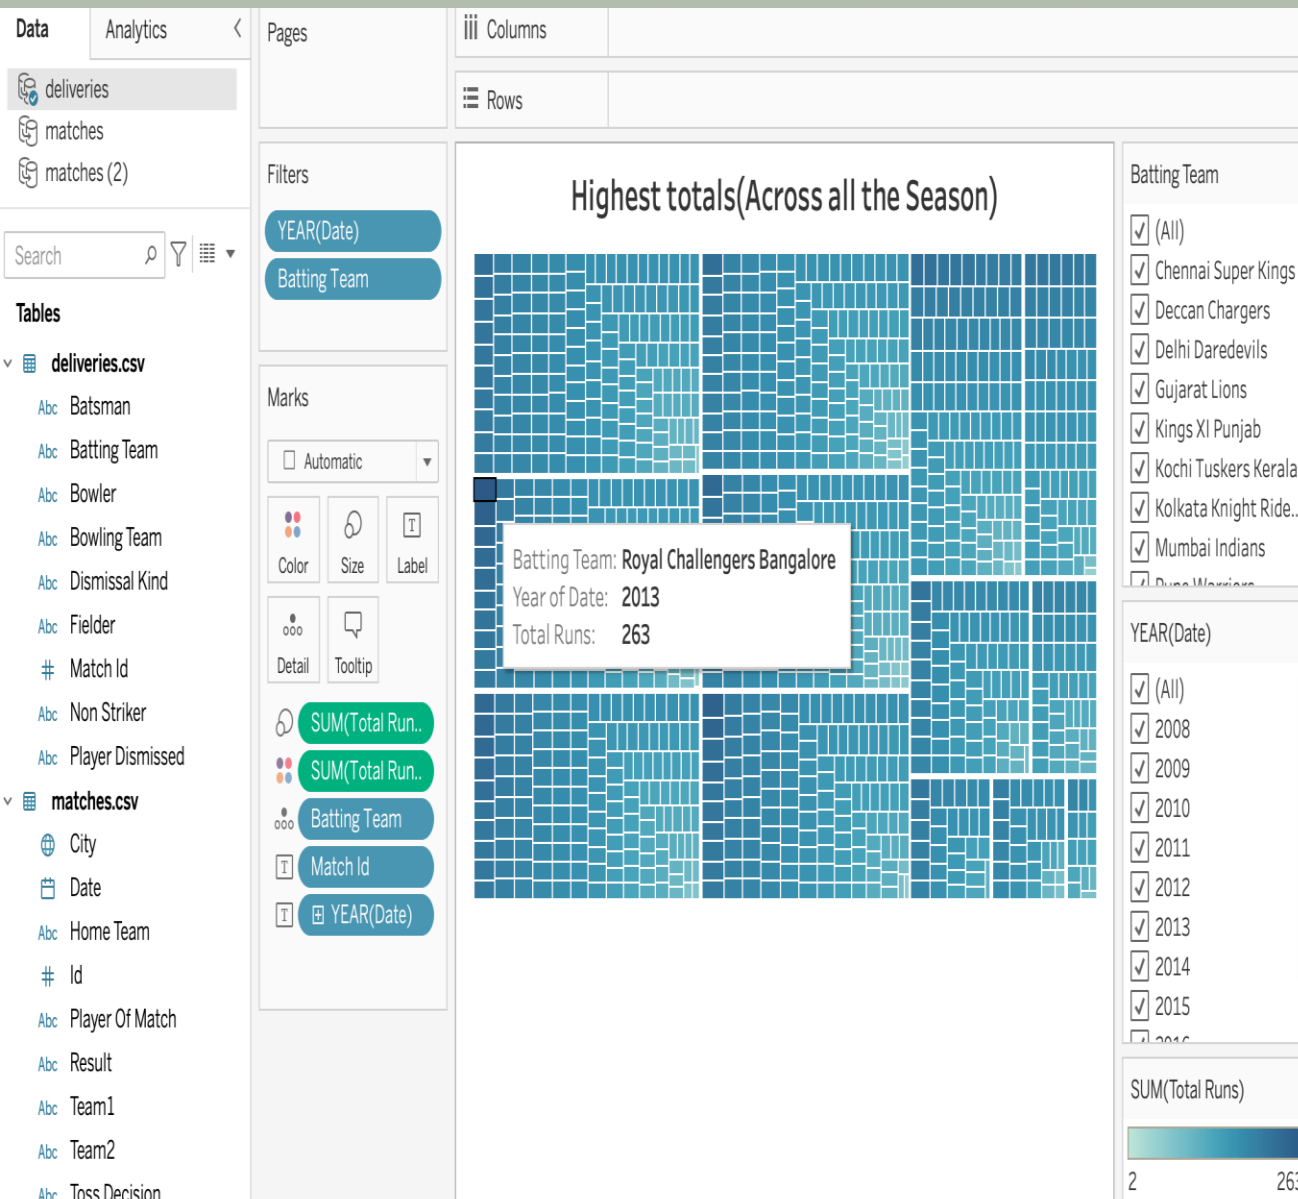 Data
Analytics
deliveries
matches
matches (2)
Search
Tables
deliveries.csv
Abc Batsman
Abc Batting Team
Abc Bowler
Abc Bowling Team
Abc Dismissal Kind
Abc Fielder
# Match Id
Abc Non Striker
Abc Player Dismissed
matches.csv
City
Date
Abc Home Team
# Id
Abc Player Of Match
Abc Result
Abc Team1
Abc Team2
Abc Toss Decision
Pages
Filters
YEAR(Date)
Batting Team
Marks
Automatic
Color
Size
T
Label
Detail
Tooltip
SUM(Total Run..
SUM(Total Run..
Batting Team
T Match Id
T YEAR(Date)
Columns
Rows
Highest totals(Across all the Season)
Batting Team: Royal Challengers Bangalore
Year of Date: 2013
Total Runs: 263
Batting Team
(All)
Chennai Super Kings
Deccan Chargers
Delhi Daredevils
Gujarat Lions
Kings XI Punjab
Kochi Tuskers Kerala
Kolkata Knight Ride..
Mumbai Indians
Pune Warriors
YEAR(Date)
(All)
2008
2009
2010
2011
2012
2013
2014
2015
2016
SUM(Total Runs)
2
263